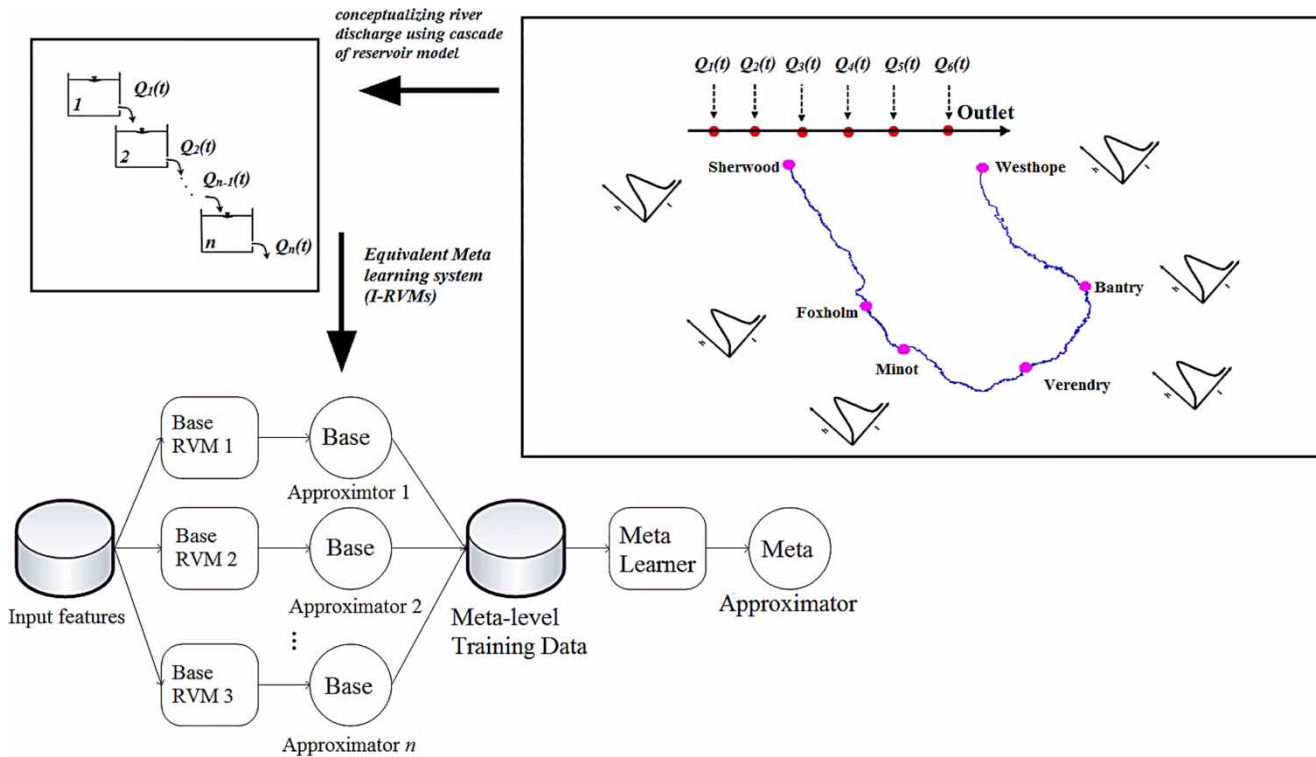 conceptualizing river
discharge using cascade
of reservoir model
1
Q1(t)
2
Q2(t)
Qn-1(t)
n
Qn(t)
Equivalent Meta
learning system
(I-RVMs)
Q1(t) Q2(t) Q3(t) Q4(t) Q5(t) Q6(t)
Outlet
Sherwood
Westhope
Bantry
Foxholm
Minot
Verendry
Base
RVM 1
Base
Approximtor 1
Base
RVM 2
Base
Approximator 2
Base
RVM 3
Base
Approximator n
Input features
Meta-level
Training Data
Meta
Learner
Meta
Approximator